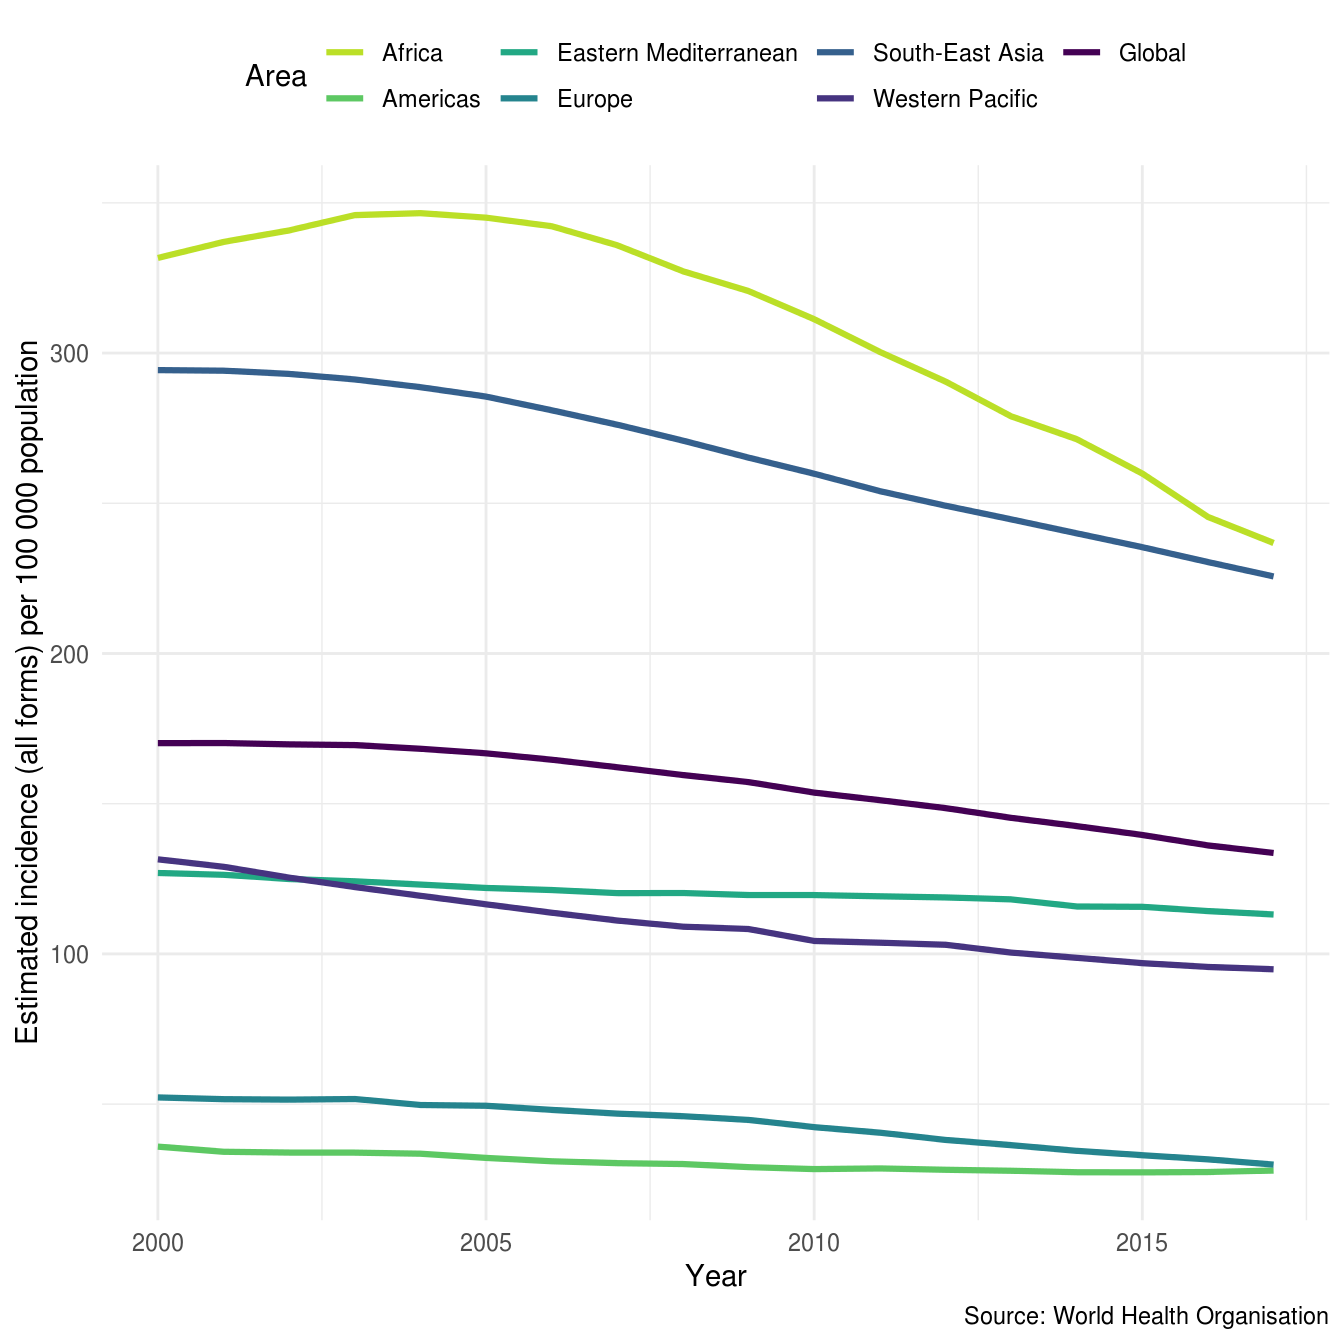 Area
Africa
Eastern Mediterranean
South-East Asia
Global
Americas
Europe
Western Pacific
Estimated incidence (all forms) per 100 000 population
300
200
100
2000
2005
2010
2015
Year
Source: World Health Organisation